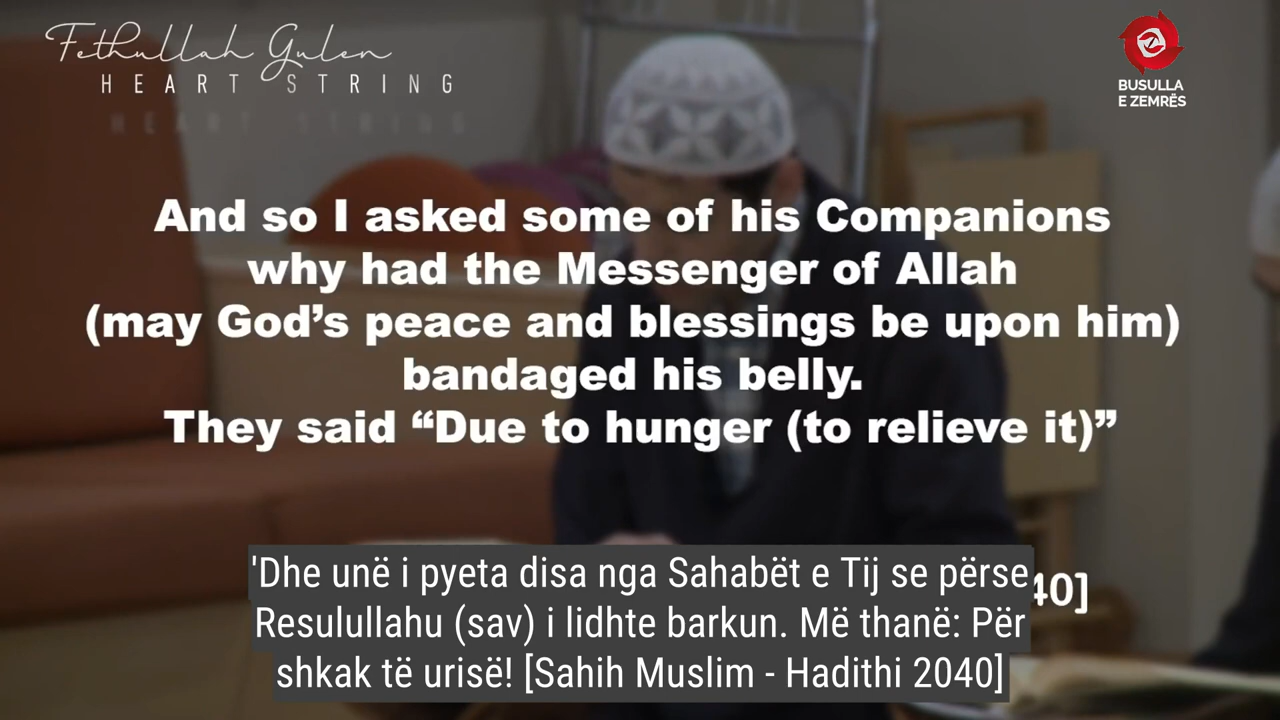 Fethullah Gulen
HEART STRING
HEART STRING
BUSULLA
E ZEMRËS
And so I asked some of his Companions
why had the Messenger of Allah
(may God’s peace and blessings be upon him)
bandaged his belly.
They said “Due to hunger (to relieve it)”
40]
'Dhe unë i pyeta disa nga Sahabët e Tij se përse
Resulullahu (sav) i lidhte barkun. Më thanë: Për
shkak të urisë! [Sahih Muslim - Hadithi 2040]